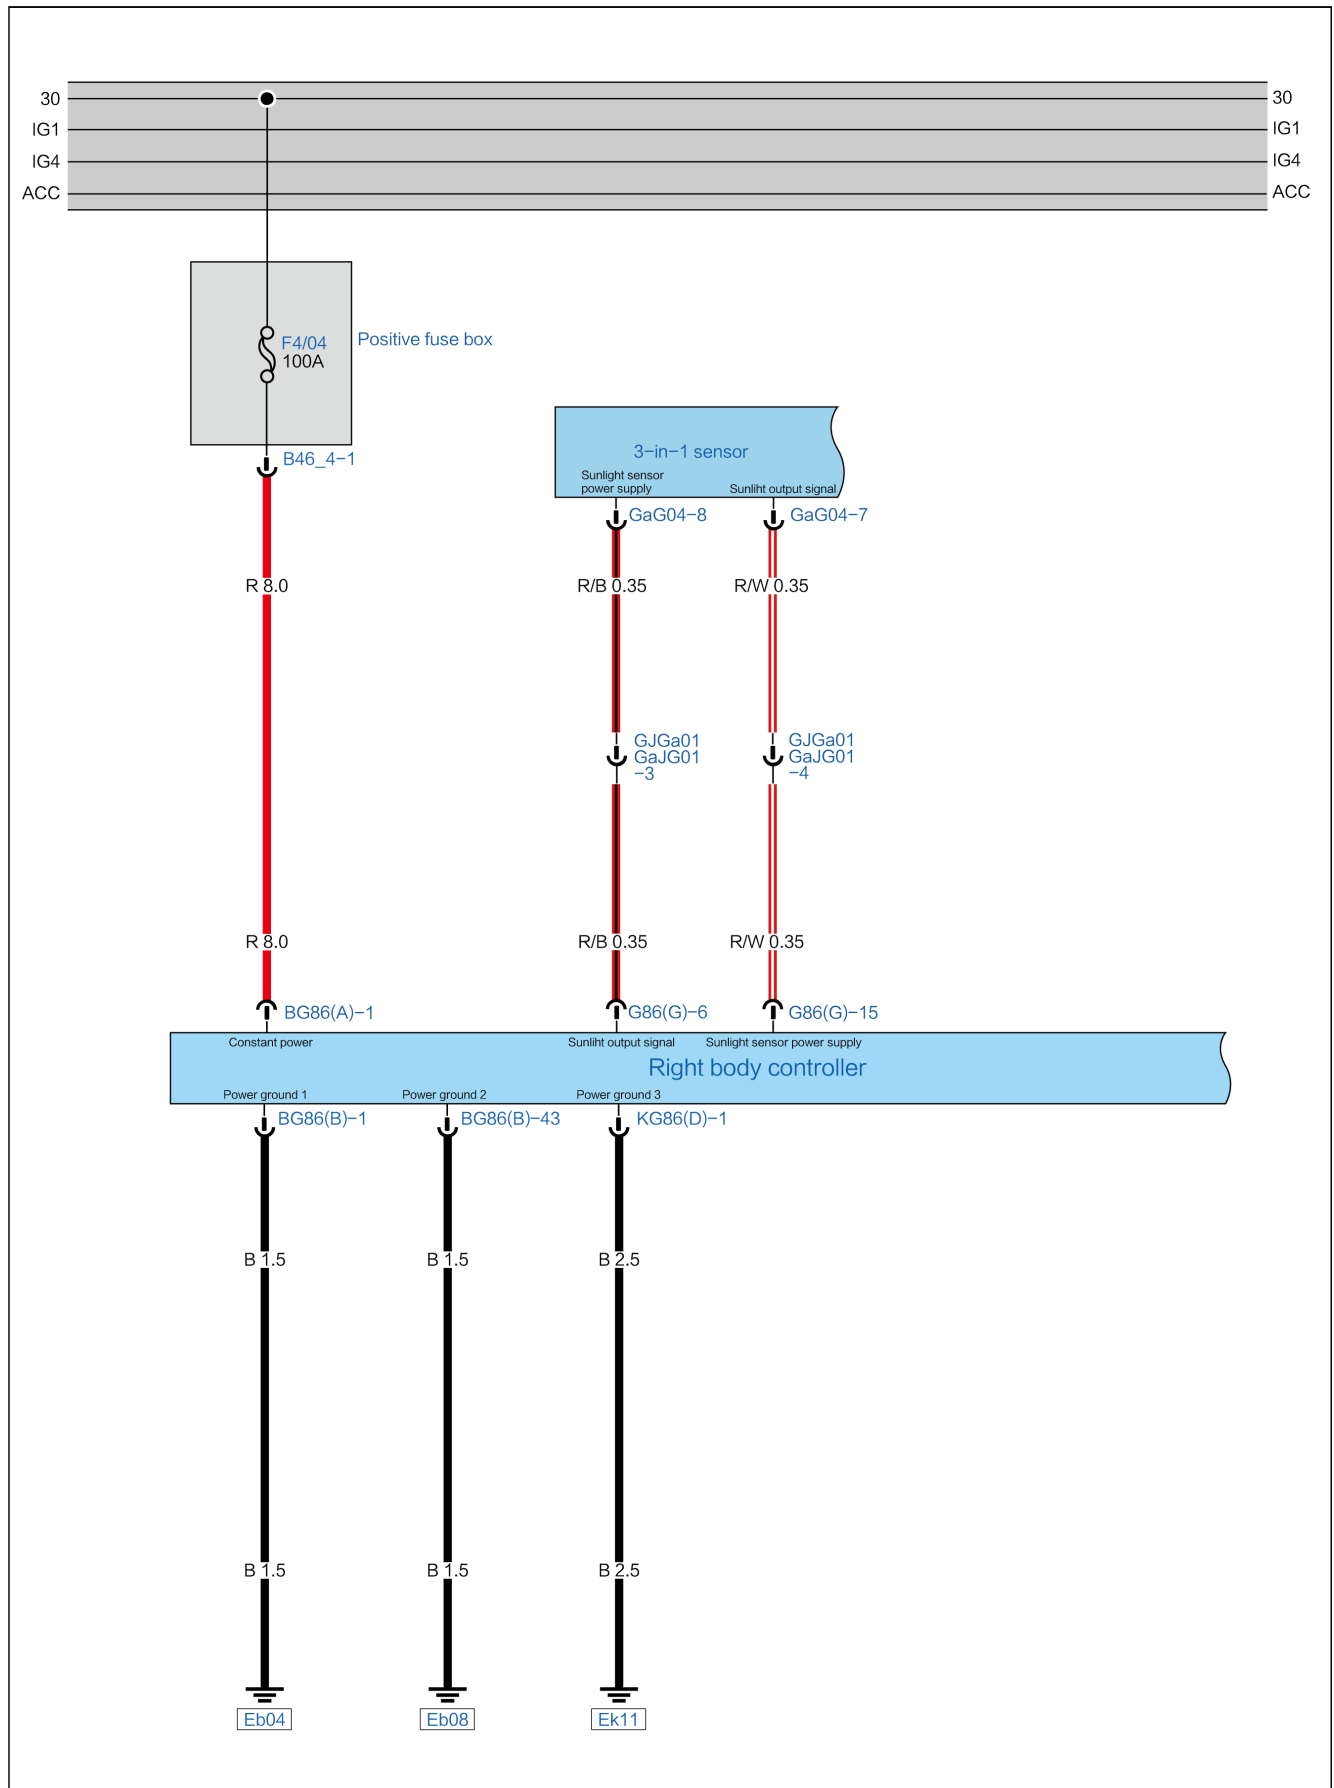 30
30
IG1
IG1
IG4
IG4
ACC
ACC
F4/04
100A
Positive fuse box
B46_4-1
3-in-1 sensor
Sunlight sensor
power supply
Sunliht output signal
GaG04-8
GaG04-7
R 8.0
R/B 0.35
R/W 0.35
GJGa01
GaJG01
-3
GJGa01
GaJG01
-4
R 8.0
R/B 0.35
R/W 0.35
BG86(A)-1
G86(G)-6
G86(G)-15
Constant power
Sunliht output signal
Sunlight sensor power supply
Right body controller
Power ground 1
Power ground 2
Power ground 3
BG86(B)-1
BG86(B)-43
KG86(D)-1
B 1.5
B 1.5
B 2.5
B 1.5
B 1.5
B 2.5
Eb04
Eb08
Ek11